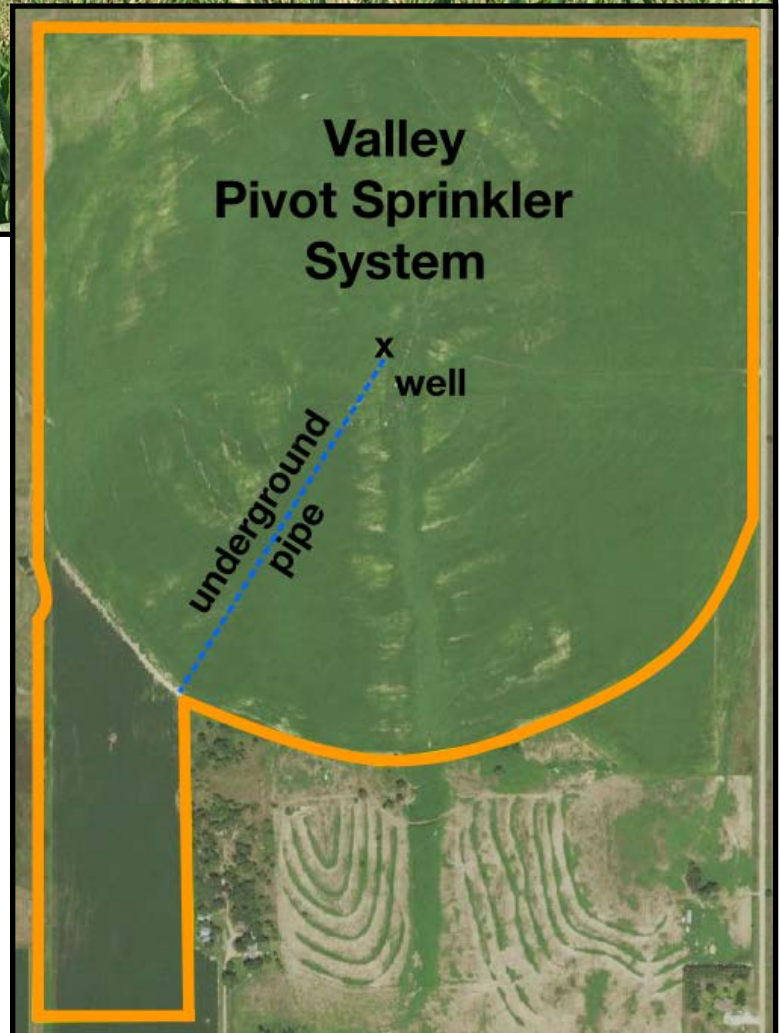 Valley
Pivot Sprinkler
System
x
well
underground
pipe